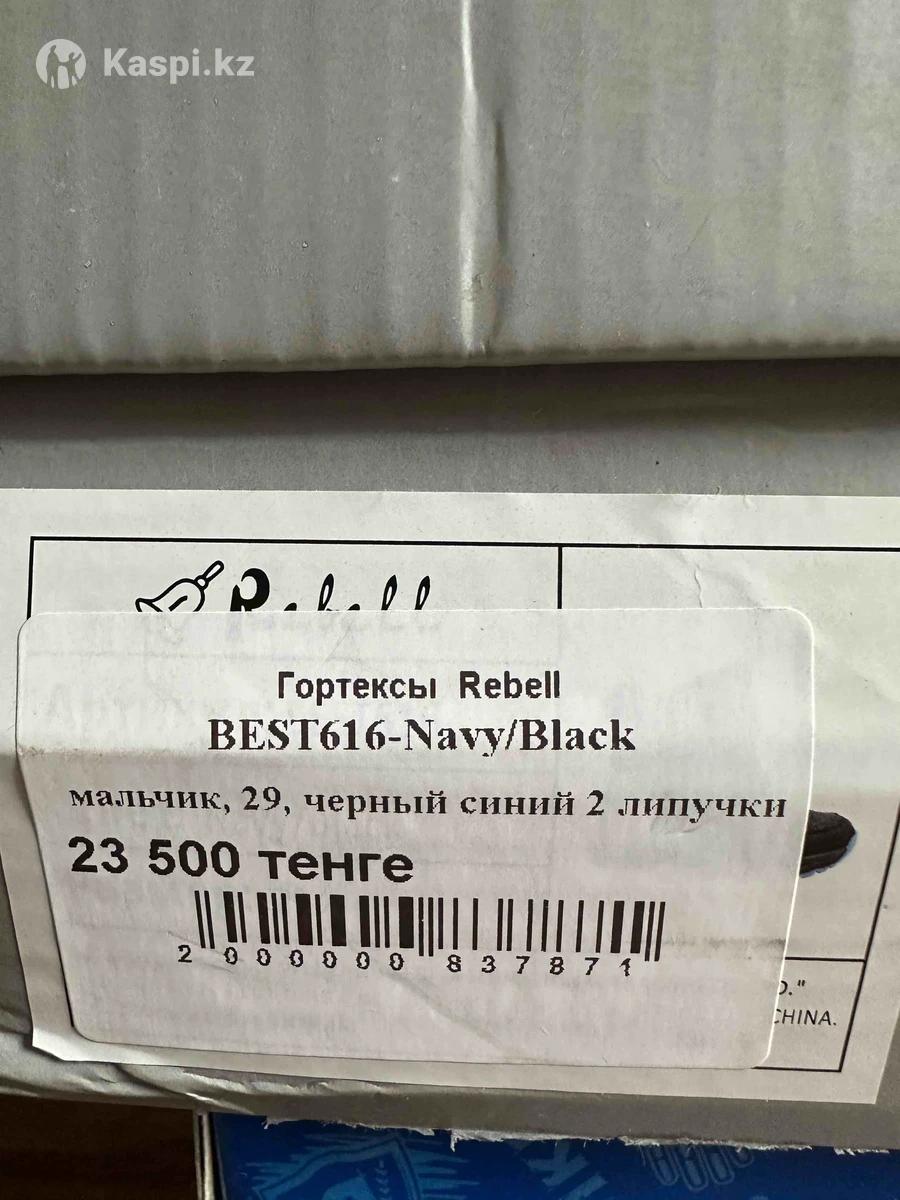 Kaspi.kz
Rebell
Гортексы Rebell
BEST616-Navy/Black
мальчик, 29, черный синий 2 липучки
23 500 тенге
2 000000 837871
CHINA.